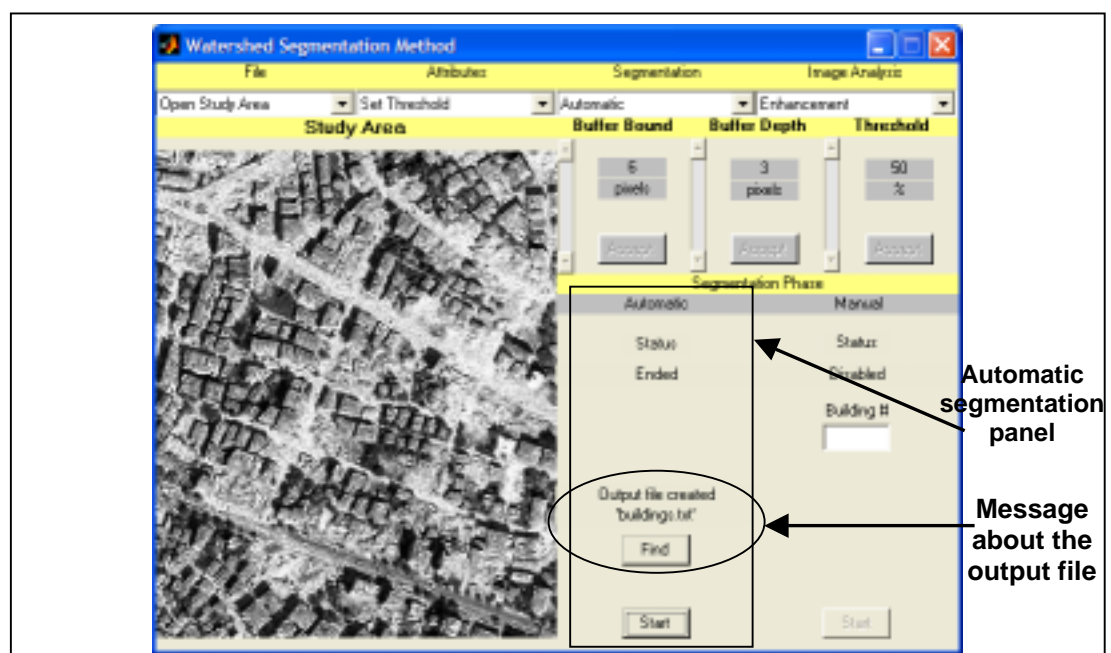 Watershed Segmentation Method
File Attributes Segmentation Image Analysis
Open Study Area Set Threshold Automatic Enhancement
Study Area Buffer Bound Buffer Depth Threshold
6 3 50
pixels pixels %
Accept Accept Accept
Segmentation Phase
Automatic Manual
Status Status
Ended Disabled
Building #
Output file created
'buildings.txt'
Find
Start Start
Automatic
segmentation
panel
Message
about the
output file